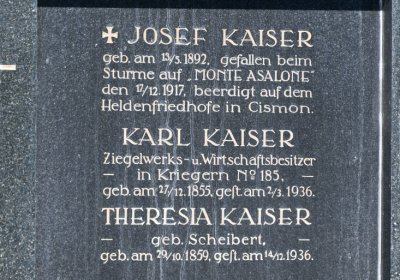 ✠ JOSEF KAISER
geb. am 13/3. 1892, gefallen beim
Sturme auf „MONTE ASALONE"
den 17/12. 1917, beerdigt auf dem
Heldenfriedhofe in Cismon.
KARL KAISER
Ziegelwerks- u. Wirtschaftsbesitzer
— in Kriegern No 185, —
geb. am 27/12. 1855, gest. am 2/3. 1936.
THERESIA KAISER
— geb. Scheibert, —
geb. am 29/10. 1859, gest. am 14/12. 1936.